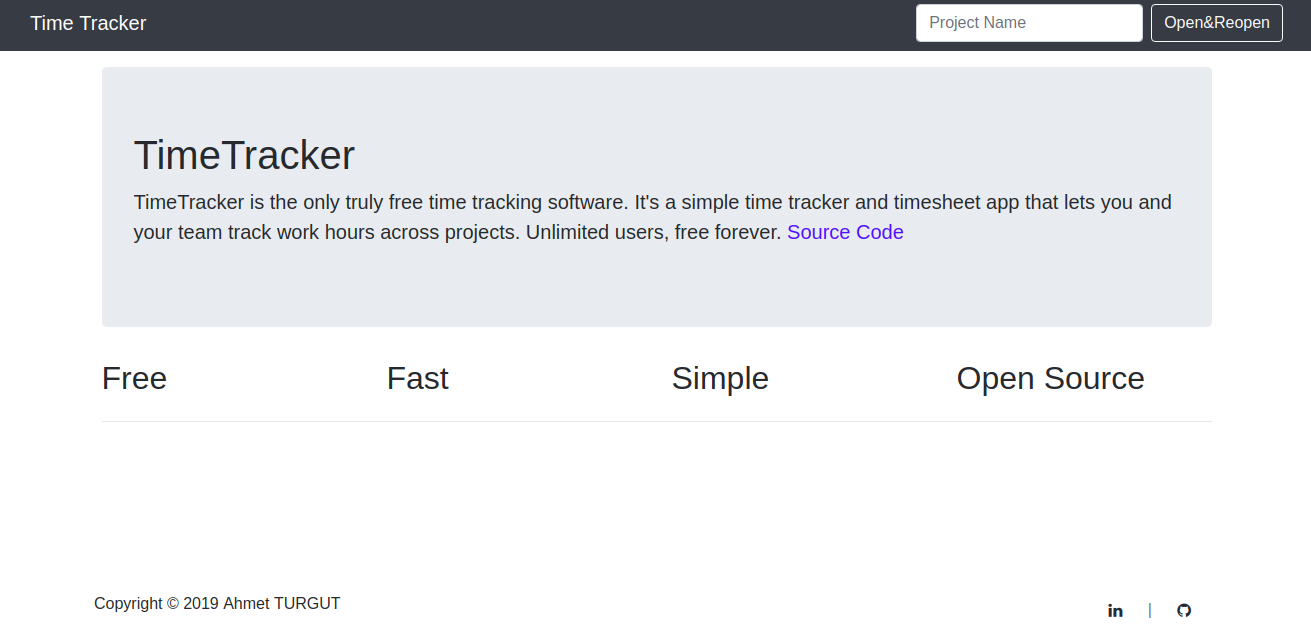 Time Tracker
Project Name
Open&Reopen
TimeTracker
TimeTracker is the only truly free time tracking software. It's a simple time tracker and timesheet app that lets you and
your team track work hours across projects. Unlimited users, free forever. Source Code
Free
Fast
Simple
Open Source
Copyright © 2019 Ahmet TURGUT
in
|